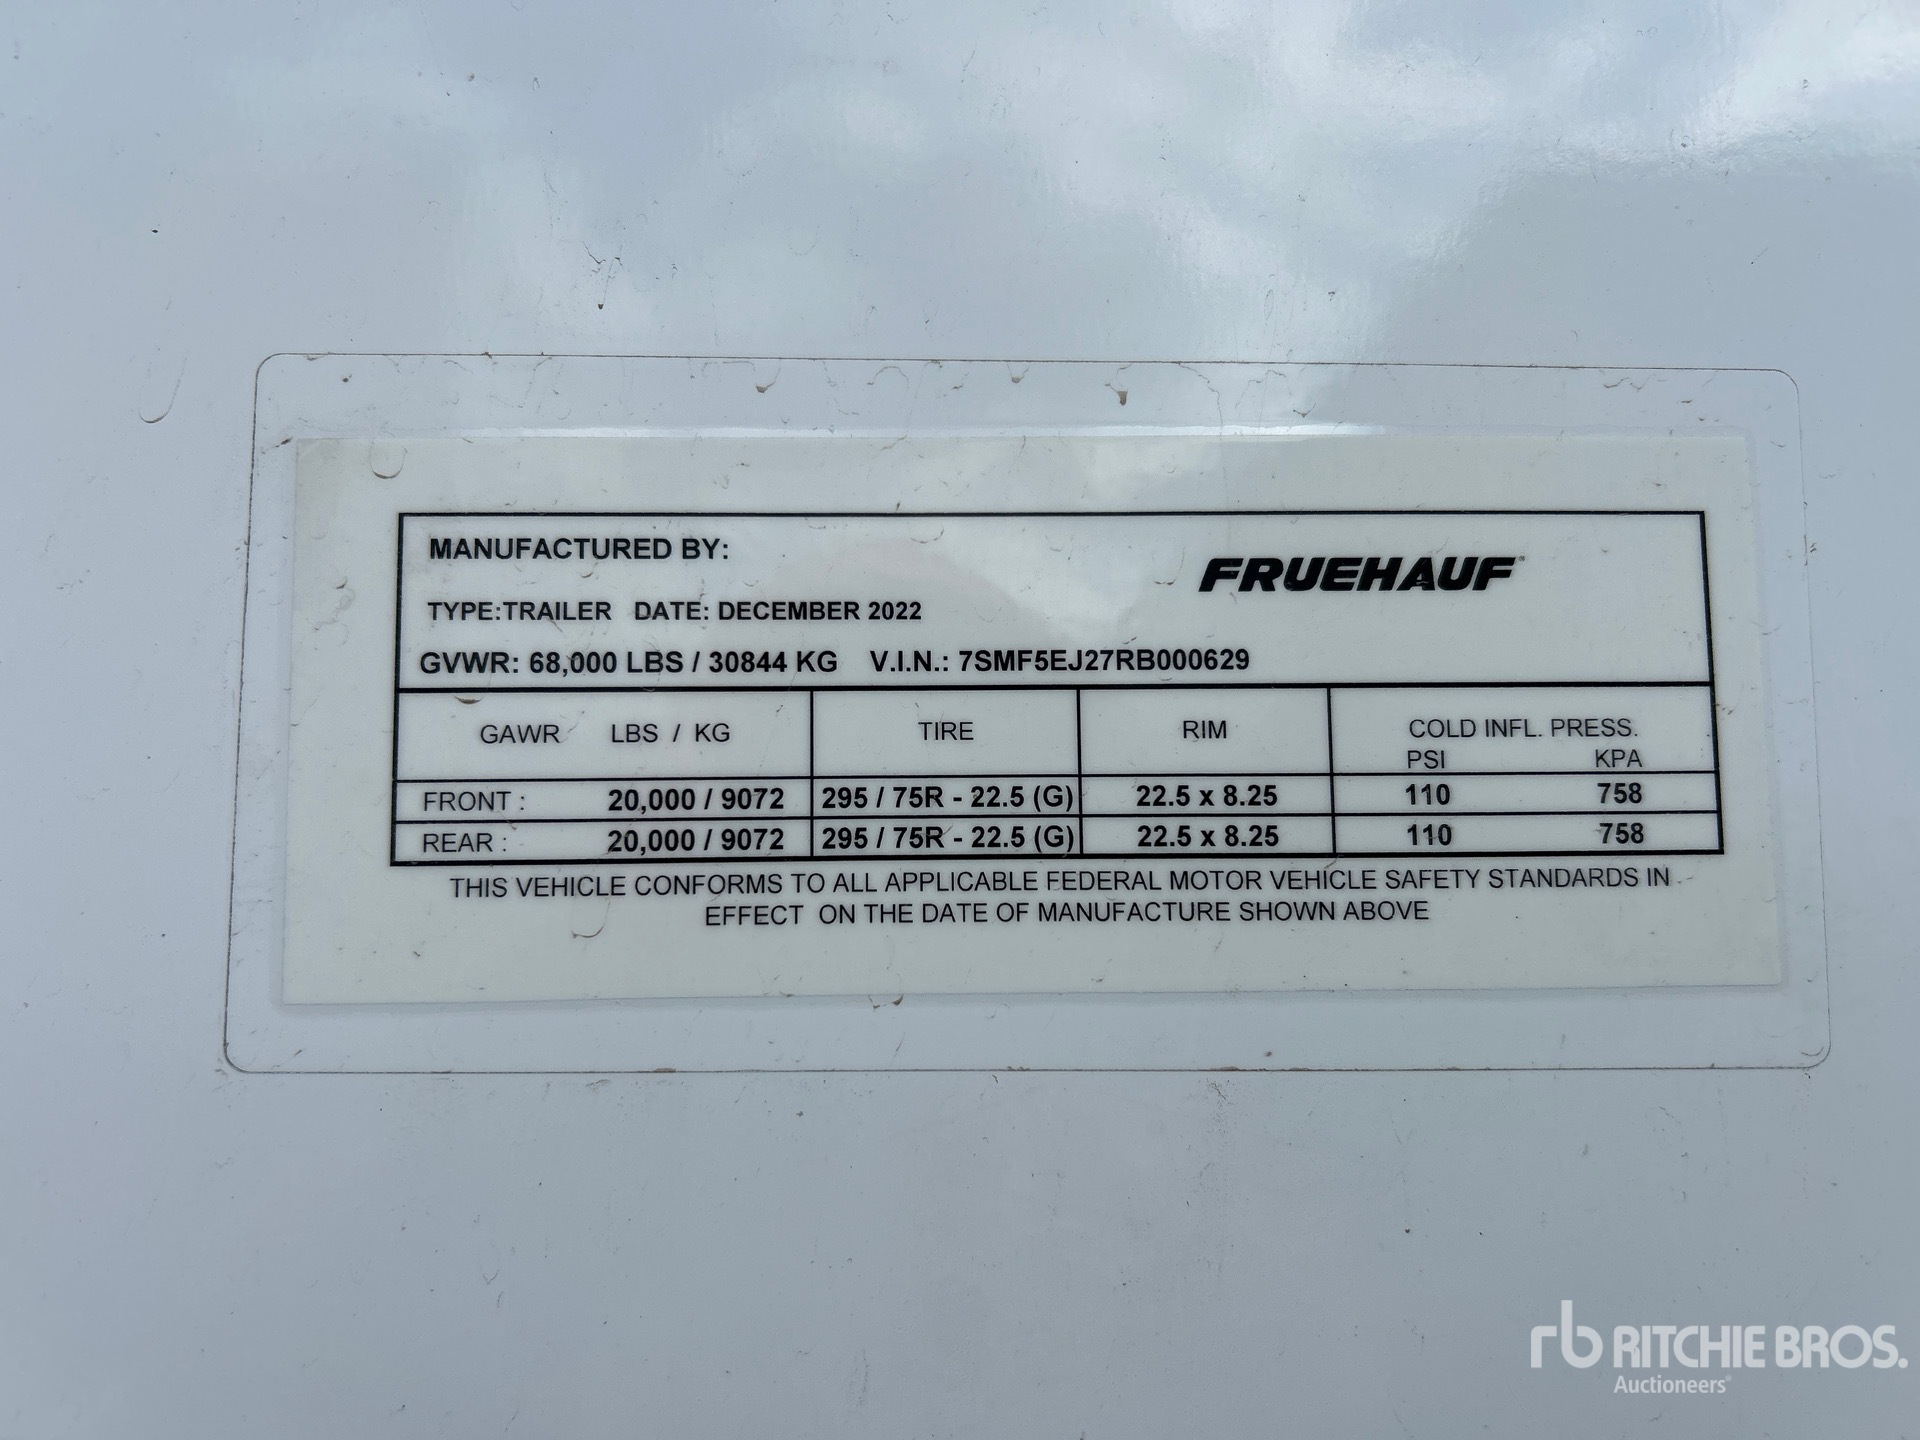 MANUFACTURED BY:
FRUEHAUF
TYPE:TRAILER DATE: DECEMBER 2022
GVWR: 68,000 LBS / 30844 KG V.I.N.: 7SMF5EJ27RB000629
GAWR LBS / KG TIRE RIM COLD INFL. PRESS.
PSI KPA
FRONT : 20,000 / 9072 295 / 75R - 22.5 (G) 22.5 x 8.25 110 758
REAR : 20,000 / 9072 295 / 75R - 22.5 (G) 22.5 x 8.25 110 758
THIS VEHICLE CONFORMS TO ALL APPLICABLE FEDERAL MOTOR VEHICLE SAFETY STANDARDS IN
EFFECT ON THE DATE OF MANUFACTURE SHOWN ABOVE
rb RITCHIE BROS.
Auctioneers®